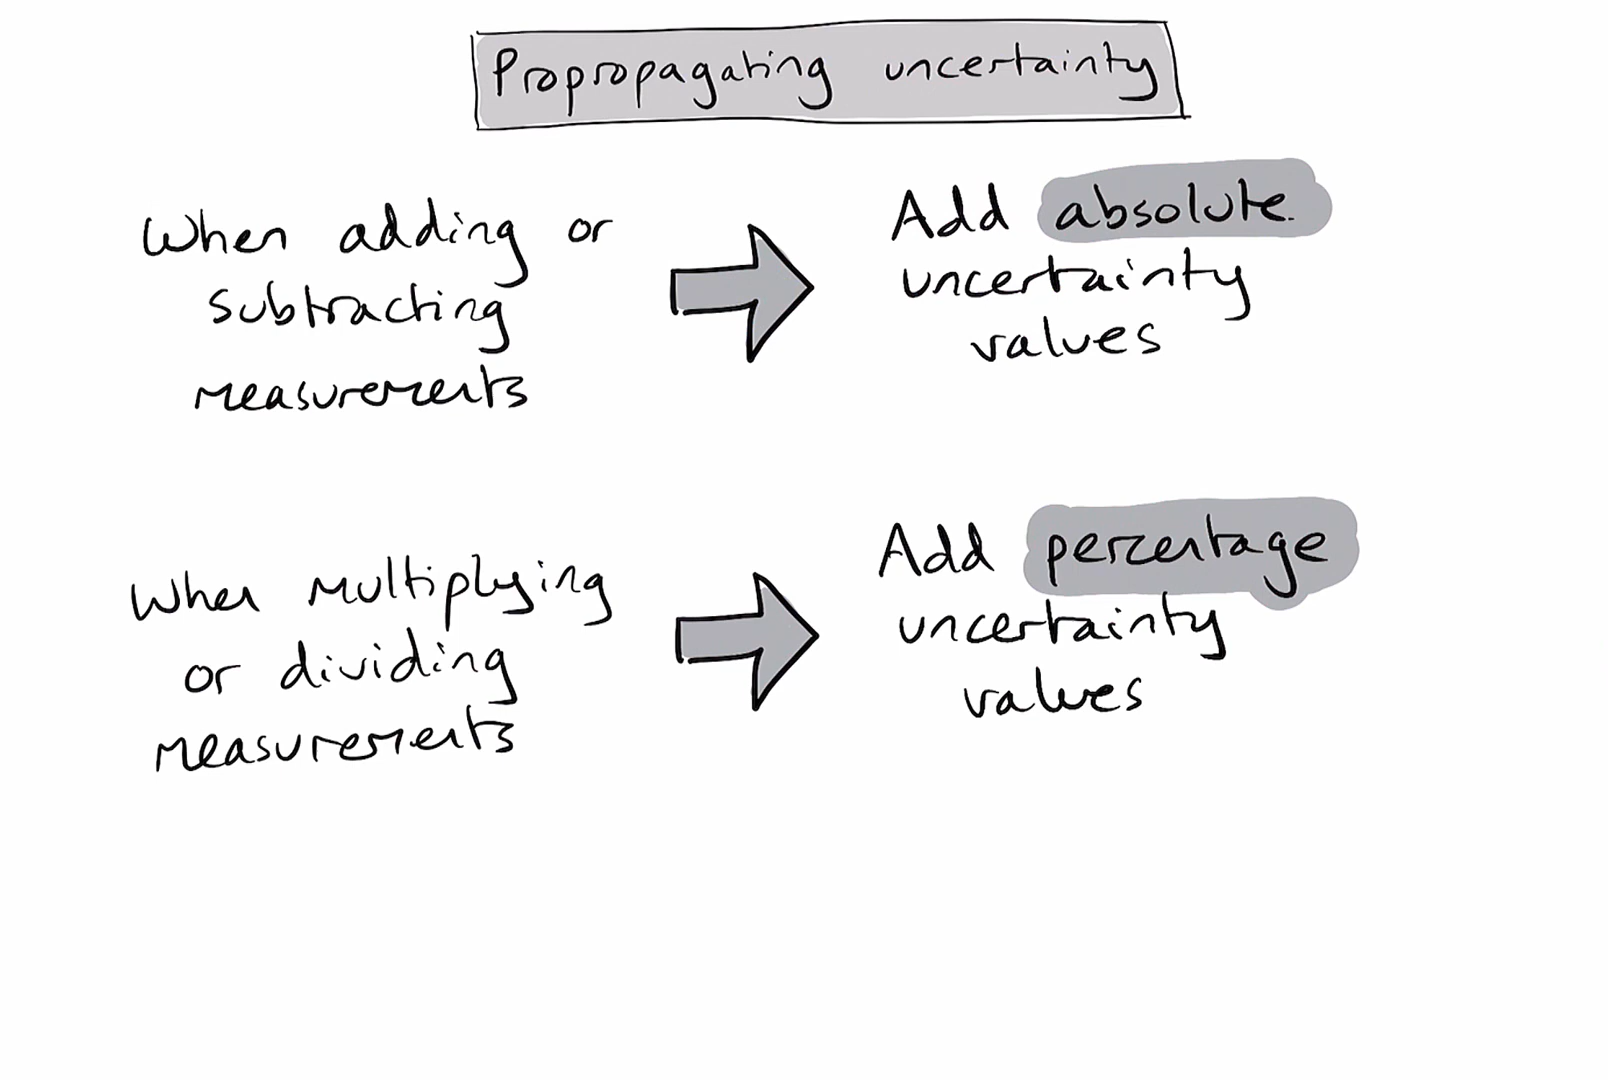 Propropagating uncertainty
When adding or
subtracting
measurements
Add absolute
uncertainty
values
When multiplying
or dividing
measurements
Add percentage
uncertainty
values